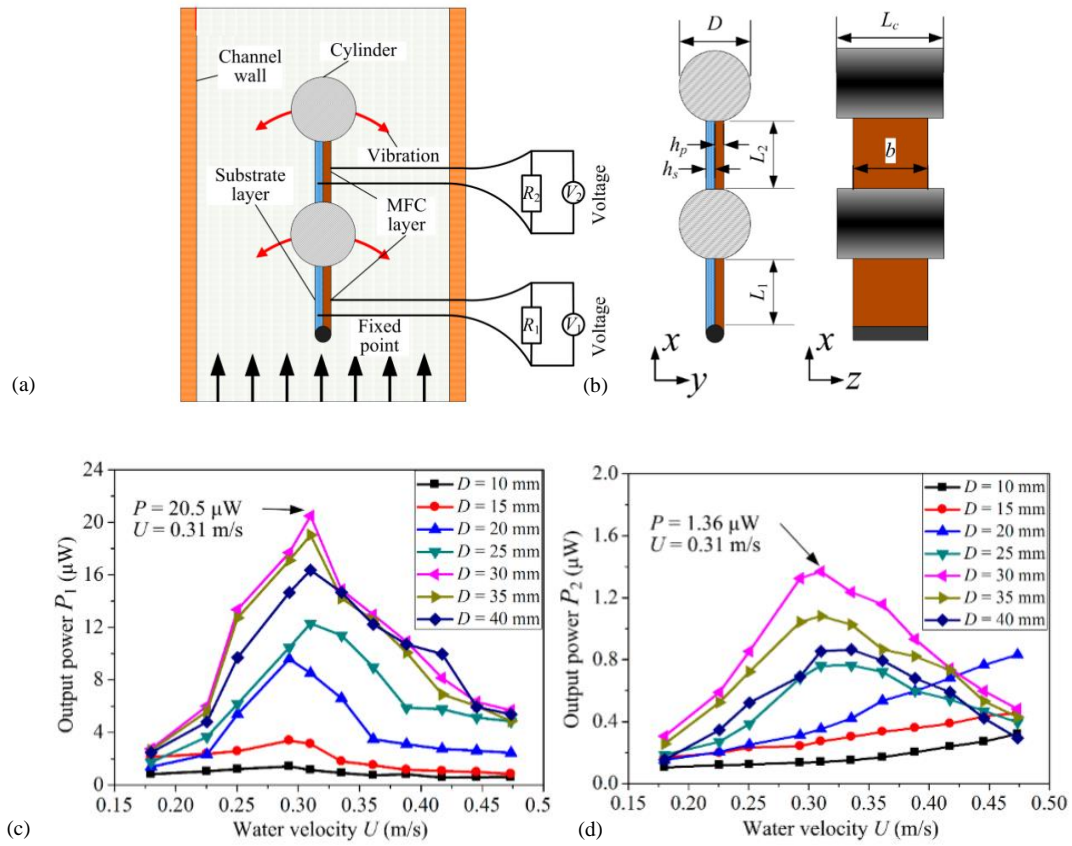 Channel
wall
Cylinder
Vibration
Substrate
layer
MFC
layer
Fixed
point
R2
V2
Voltage
R1
V1
Voltage
(a)
D
Lc
hp
hs
L2
b
L1
x
y
x
z
(b)
Output power P1 (μW)
24
20
16
12
8
4
0
P = 20.5 μW
U = 0.31 m/s
D = 10 mm
D = 15 mm
D = 20 mm
D = 25 mm
D = 30 mm
D = 35 mm
D = 40 mm
0.15 0.20 0.25 0.30 0.35 0.40 0.45 0.5
Water velocity U (m/s)
(c)
Output power P2 (μW)
2.0
1.6
1.2
0.8
0.4
0.0
P = 1.36 μW
U = 0.31 m/s
D = 10 mm
D = 15 mm
D = 20 mm
D = 25 mm
D = 30 mm
D = 35 mm
D = 40 mm
0.15 0.20 0.25 0.30 0.35 0.40 0.45 0.50
Water velocity U (m/s)
(d)